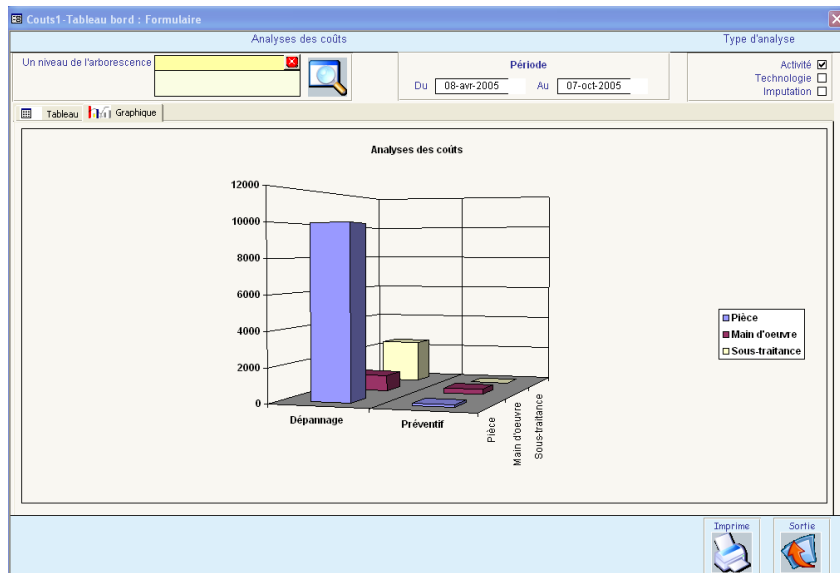 Couts1-Tableau bord : Formulaire
Analyses des coûts
Type d'analyse
Un niveau de l'arborescence
Période
Du 08-avr-2005 Au 07-oct-2005
Activité
Technologie
Imputation
Tableau
Graphique
Analyses des coûts
12000
10000
8000
6000
4000
2000
0
Dépannage
Préventif
Pièce
Main d'oeuvre
Sous-traitance
Pièce
Main d'oeuvre
Sous-traitance
Imprime
Sortie